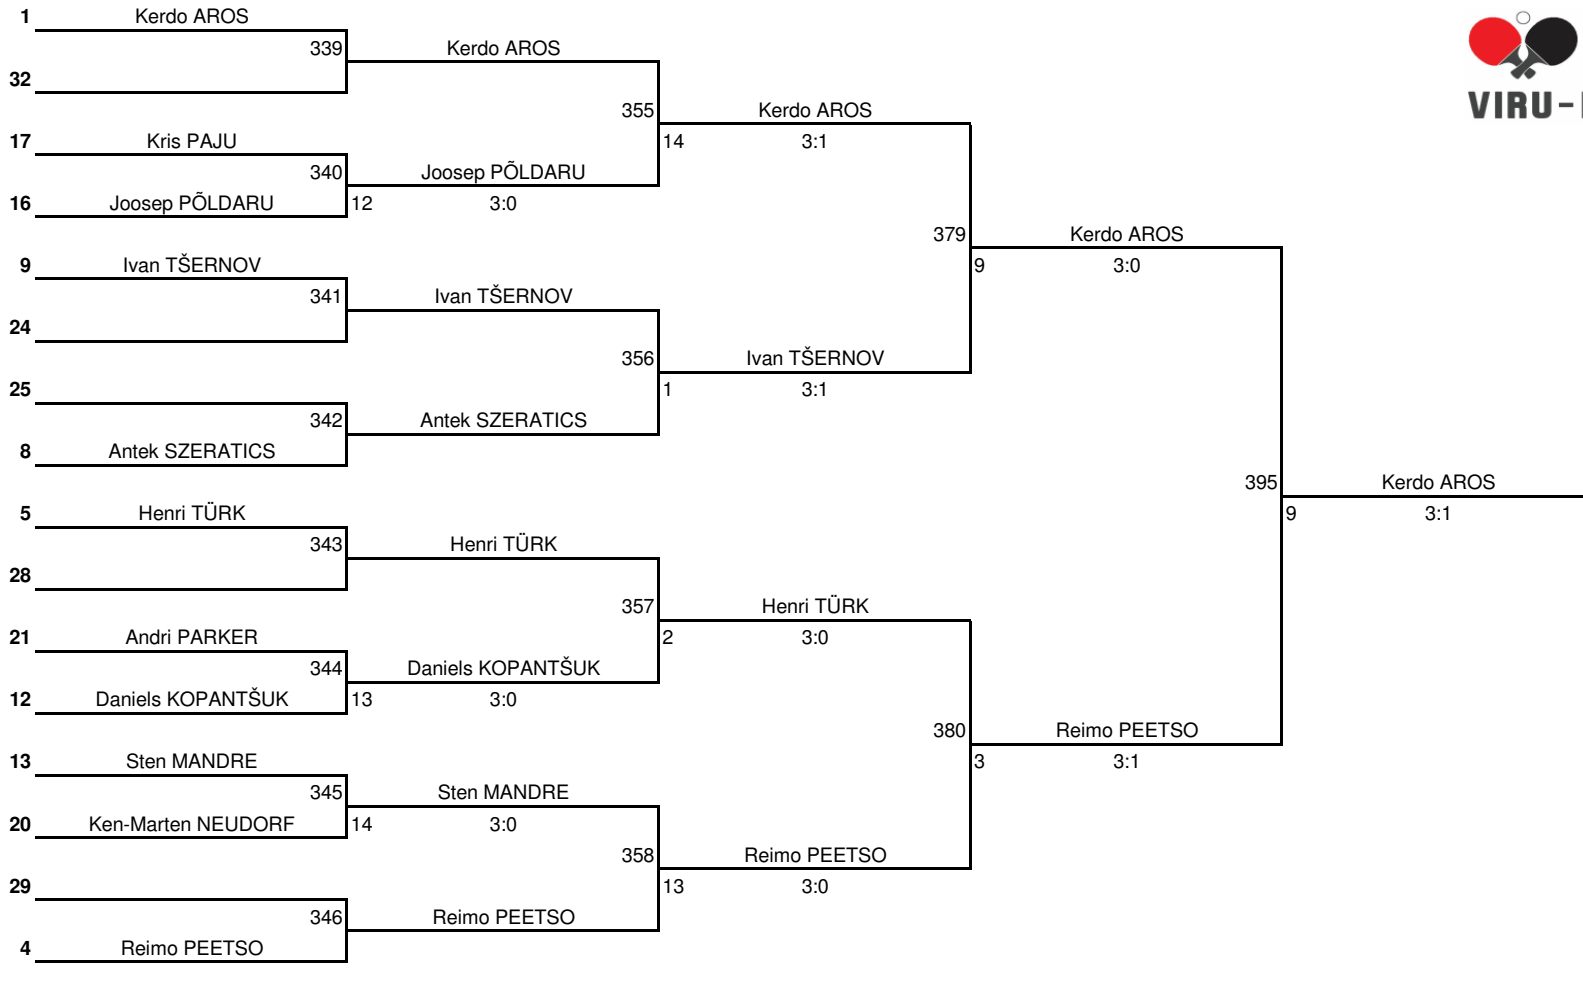 1 Kerdo AROS
339 Kerdo AROS
32
355 Kerdo AROS
17 Kris PAJU 14 3:1
340 Joosep PÕLDARU
16 Joosep PÕLDARU 12 3:0
379 Kerdo AROS
9 Ivan TŠERNOV 9 3:0
341 Ivan TŠERNOV
24
356 Ivan TŠERNOV
25 1 3:1
342 Antek SZERATICS
8 Antek SZERATICS
395 Kerdo AROS
5 Henri TÜRK 9 3:1
343 Henri TÜRK
28
357 Henri TÜRK
21 Andri PARKER 2 3:0
344 Daniels KOPANTŠUK
12 Daniels KOPANTŠUK 13 3:0
380 Reimo PEETSO
13 Sten MANDRE 3 3:1
345 Sten MANDRE
20 Ken-Marten NEUDORF 14 3:0
358 Reimo PEETSO
29 13 3:0
346 Reimo PEETSO
4 Reimo PEETSO
VIRU-